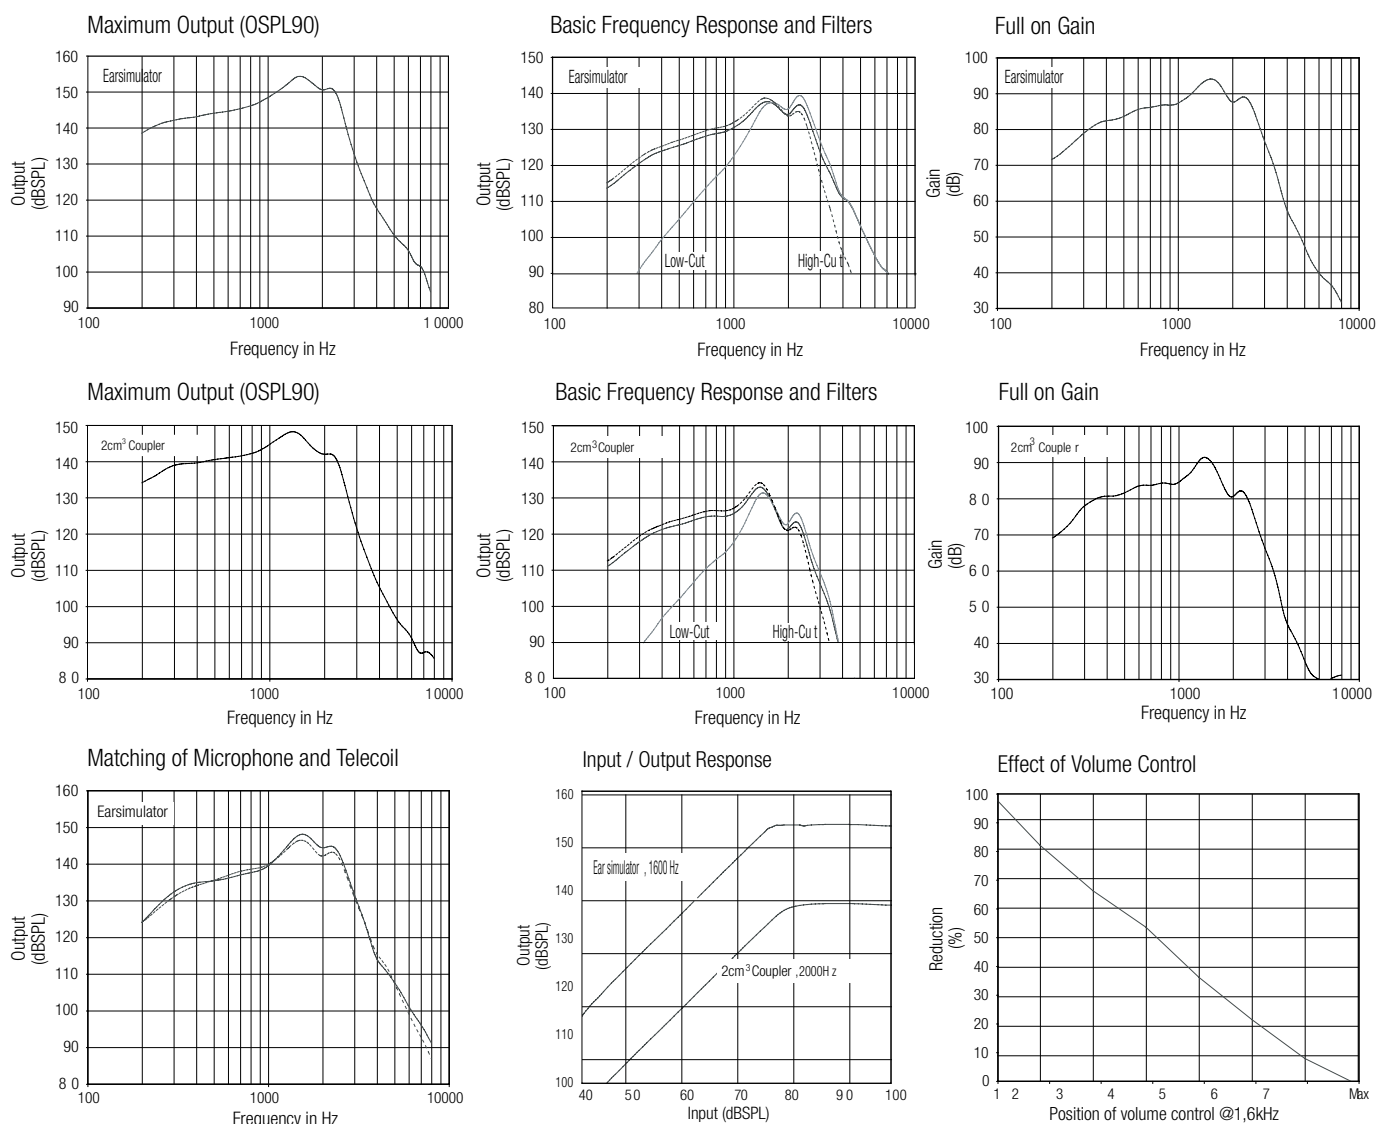 Maximum Output (OSPL90)
160
150
140
130
120
110
100
90
Output
(dBSPL)
Earsimulator
100
1000
1 0000
Frequency in Hz
Basic Frequency Response and Filters
150
140
130
120
110
100
90
80
Output
(dBSPL)
Earsimulator
Low-Cut
High-Cu t
100
1000
10000
Frequency in Hz
Full on Gain
100
90
80
70
60
50
40
30
Gain
(dB)
Earsimulator
100
1000
10000
Frequency in Hz
Maximum Output (OSPL90)
150
140
130
120
110
100
90
8 0
Output
(dBSPL)
2cm³ Coupler
100
1000
10000
Frequency in Hz
Basic Frequency Response and Filters
150
140
130
120
110
100
90
8 0
Output
(dBSPL)
2cm³Coupler
Low-Cut
High-Cu t
100
1000
10000
Frequency in Hz
Full on Gain
100
90
8 0
70
6 0
5 0
40
30
Gain
(dB)
2cm³ Couple r
100
1000
10000
Frequency in Hz
Matching of Microphone and Telecoil
160
150
140
130
120
110
100
90
8 0
Output
(dBSPL)
Earsimulator
100
1000
10000
Frequency in Hz
Input / Output Response
160
150
140
130
120
110
100
Output
(dBSPL)
Ear simulator , 1600 Hz
2cm³Coupler ,2000H z
40
50
60
70
80
9 0
100
Input (dBSPL)
Effect of Volume Control
100
90
80
70
60
50
40
30
20
10
0
Reduction
(%)
1 2 3 4 5 6 7 Max
Position of volume control @1,6kHz